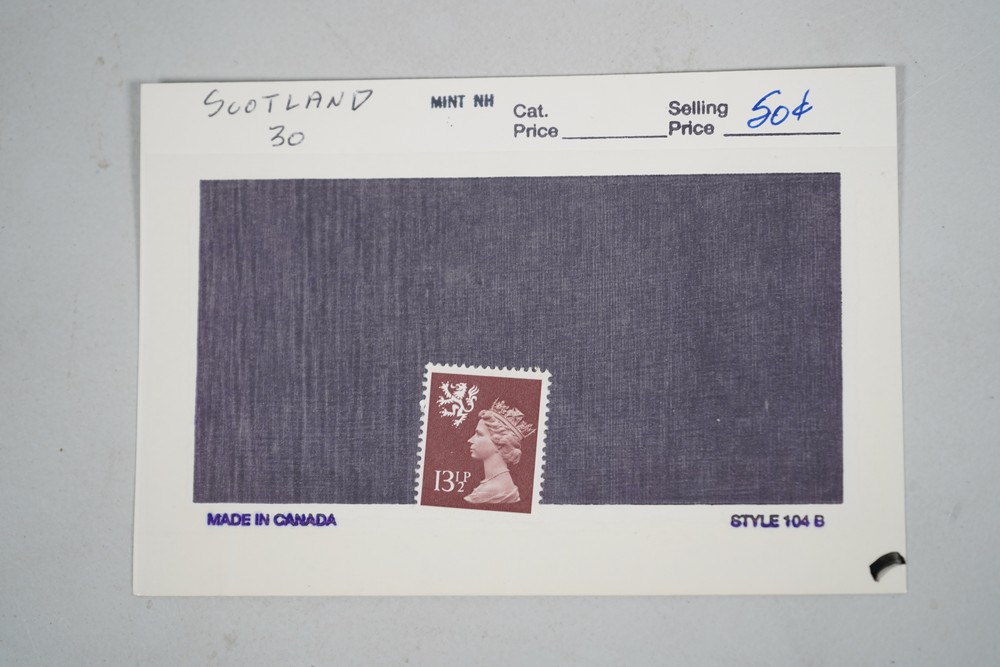 SCOTLAND
30
MINT NH
Cat.
Price
Selling
Price 50¢
13½P
MADE IN CANADA
STYLE 104 B